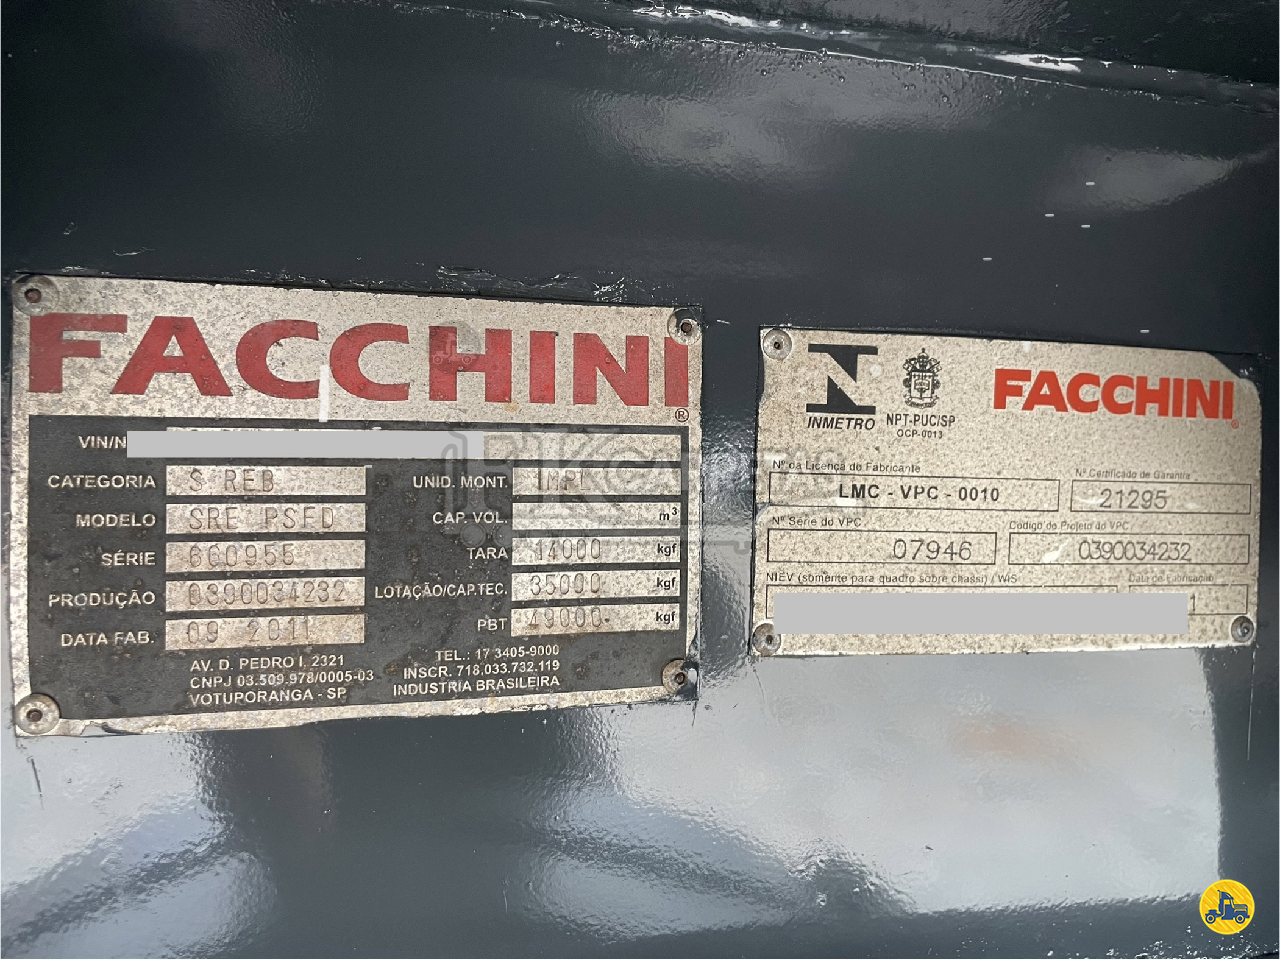 FACCHINI
®
VIN/N
CATEGORIA S REB
MODELO SRE PSFD
SÉRIE 660955
PRODUÇÃO 0390034232
DATA FAB. 09 2011
UNID. MONT. IMPL
CAP. VOL. m³
TARA 14000 kgf
LOTAÇÃO/CAP.TEC. 35000 kgf
PBT 49000 kgf
AV. D. PEDRO I, 2321
CNPJ 03.509.978/0005-03
VOTUPORANGA - SP
TEL.: 17 3405-9000
INSCR. 718.033.732.119
INDUSTRIA BRASILEIRA
INMETRO
NPT-PUC/SP
OCP-0013
FACCHINI
Nº da Licença do Fabricante
LMC - VPC - 0010
Nº Certificado de Garantia
21295
Nº Série do VPC
07946
Código do Projeto do VPC
0390034232
NIEV (somente para quadro sobre chassi) / WIS
Data de Fabricação
1